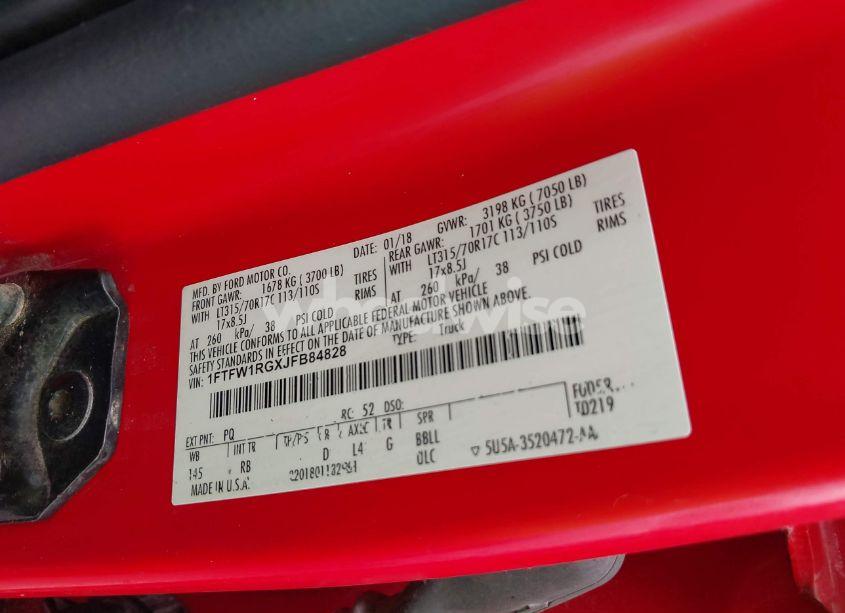 MFD. BY FORD MOTOR CO.
DATE: 01/18 GVWR: 3198 KG ( 7050 LB)
FRONT GAWR: 1678 KG ( 3700 LB) REAR GAWR: 1701 KG ( 3750 LB)
WITH LT315/70R17C 113/110S TIRES WITH LT315/70R17C 113/110S TIRES
17x8.5J RIMS 17x8.5J RIMS
AT 260 kPa/ 38 PSI COLD AT 260 kPa/ 38 PSI COLD
THIS VEHICLE CONFORMS TO ALL APPLICABLE FEDERAL MOTOR VEHICLE
SAFETY STANDARDS IN EFFECT ON THE DATE OF MANUFACTURE SHOWN ABOVE.
VIN: 1FTFW1RGXJFB84828 TYPE: Truck
EXT PNT: PQ RC: 52 DSO:
WB INT TR TP/PS R AXLE TR SPR
145 RB D L4 G BBLL
MADE IN U.S.A. DLC
5U5A-3520472-AA
TD219
wheelwise